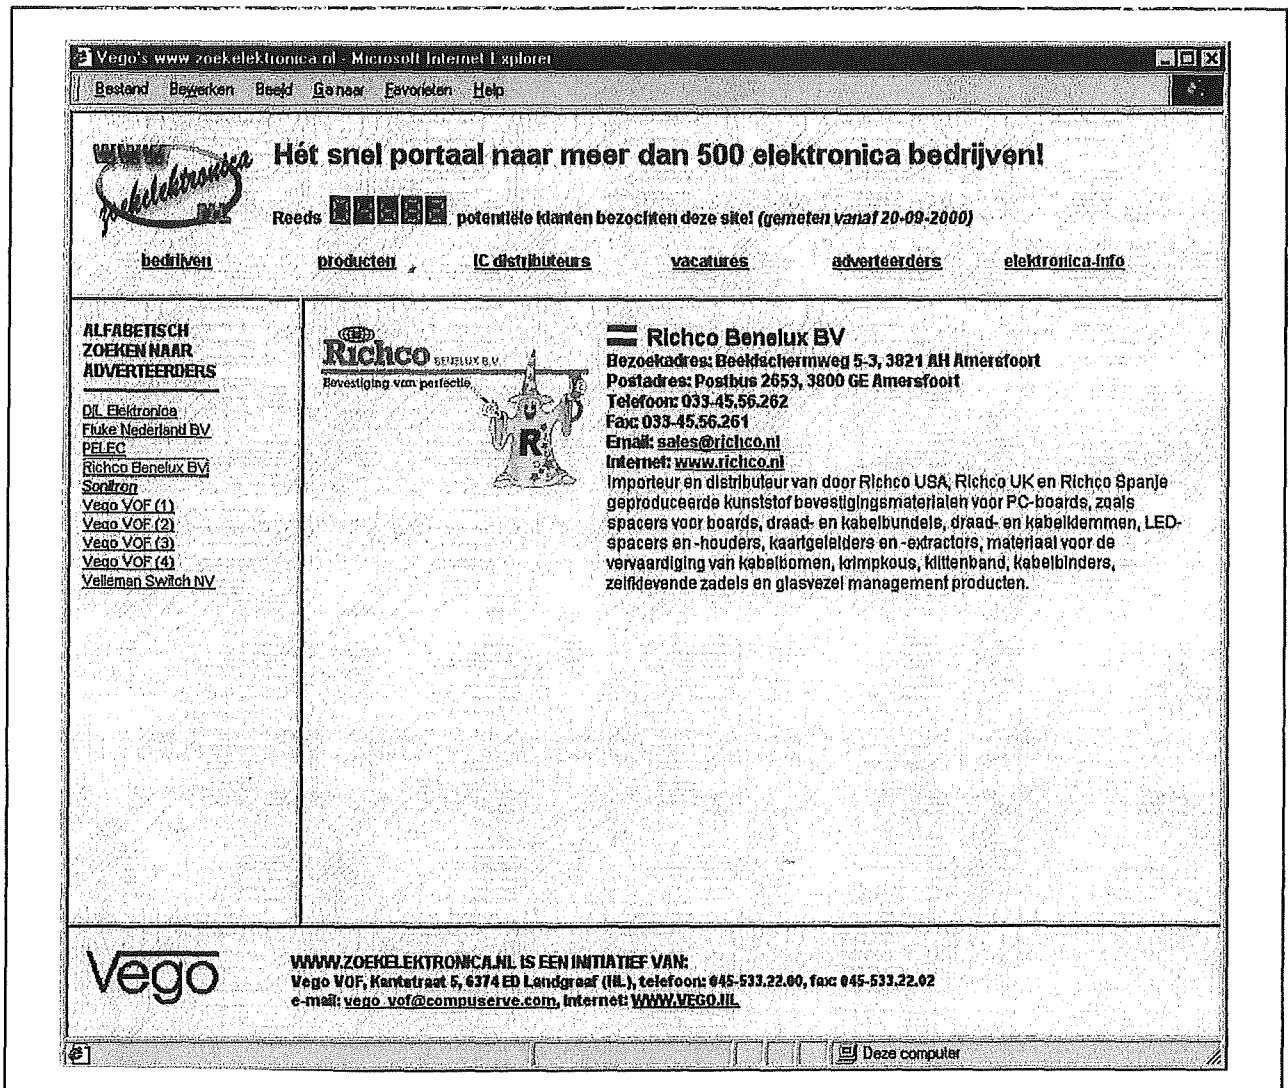 Vego's www zoekelektronica nl - Microsoft Internet Explorer
Bestand Bewerken Beeld Ga naar Favorieten Help
www zoekelektronica
Hét snel portaal naar meer dan 500 elektronica bedrijven!
Reeds potentiële klanten bezochten deze site! (gemeten vanaf 20-09-2000)
bedrijven producten IC distributeurs vacatures adverteerders elektronica-info
ALFABETISCH
ZOEKEN NAAR
ADVERTEERDERS
DIL Elektronica
Fluke Nederland BV
PELEC
Richco Benelux BV
Sonitron
Vego VOF (1)
Vego VOF (2)
Vego VOF (3)
Vego VOF (4)
Velleman Switch NV
Richco BENELUX B.V.
Bevestiging van perfectie
R
Richco Benelux BV
Bezoekadres: Beeldschermweg 5-3, 3821 AH Amersfoort
Postadres: Postbus 2653, 3800 GE Amersfoort
Telefoon: 033-45.56.262
Fax: 033-45.56.261
Email: sales@richco.nl
Internet: www.richco.nl
Importeur en distributeur van door Richco USA, Richco UK en Richco Spanje
geproduceerde kunststof bevestigingsmaterialen voor PC-boards, zoals
spacers voor boards, draad- en kabelbundels, draad- en kabelklemmen, LED-
spacers en -houders, kaartgeleiders en -extractors, materiaal voor de
vervaardiging van kabelbomen, krimpkous, klittenband, kabelbinders,
zelfklevende zadels en glasvezel management producten.
Vego
WWW.ZOEKELEKTRONICA.NL IS EEN INITIATIEF VAN:
Vego VOF, Kantstraat 5, 6374 ED Landgraaf (NL), telefoon: 045-533.22.00, fax: 045-533.22.02
e-mail: vego_vof@compuserve.com, Internet: WWW.VEGO.NL
Deze computer